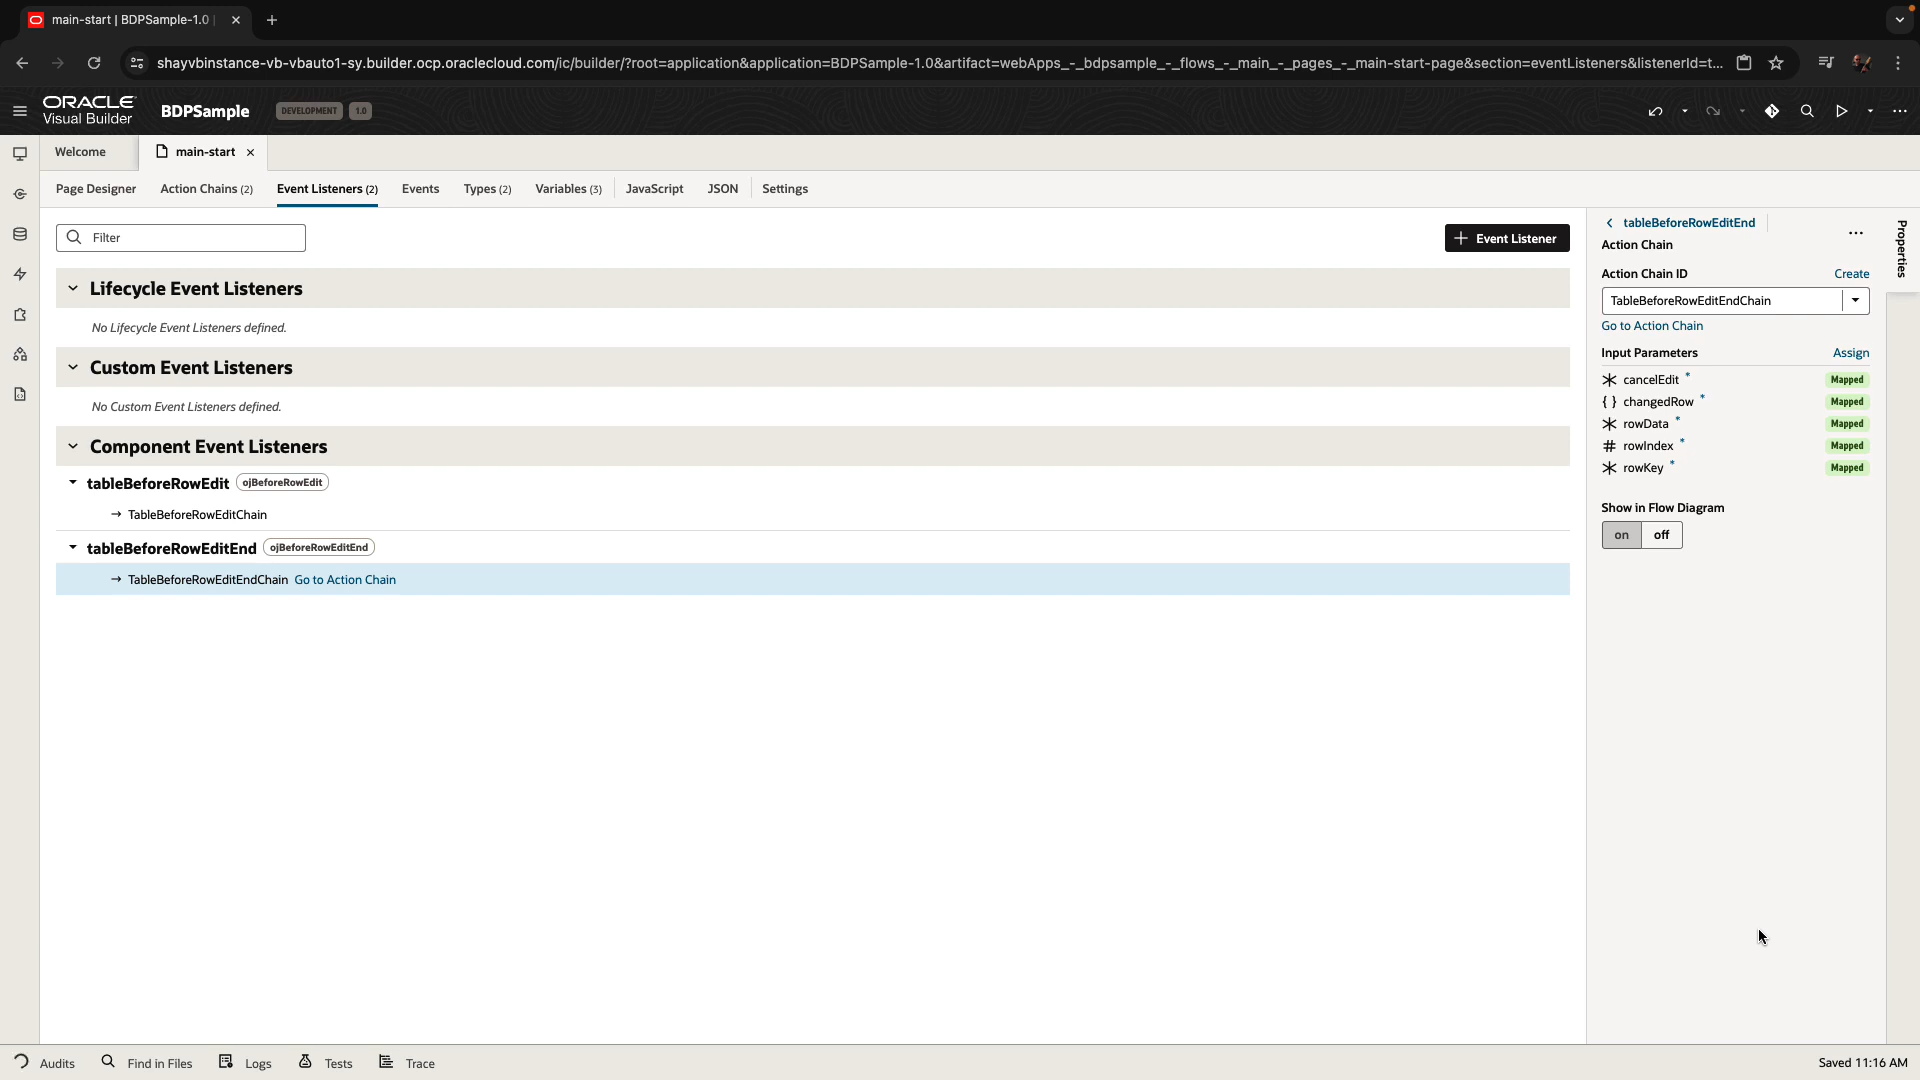 main-start | BDPSample-1.0 |
shayvbinstance-vb-vbauto1-sy.builder.ocp.oraclecloud.com/ic/builder/?root=application&application=BDPSample-1.0&artifact=webApps_-_bdpsample_-_flows_-_main_-_pages_-_main-start-page&section=eventListeners&listenerId=t...
ORACLE
Visual Builder
BDPSample
DEVELOPMENT
1.0
Welcome
main-start
Page Designer
Action Chains (2)
Event Listeners (2)
Events
Types (2)
Variables (3)
JavaScript
JSON
Settings
Filter
Event Listener
Lifecycle Event Listeners
No Lifecycle Event Listeners defined.
Custom Event Listeners
No Custom Event Listeners defined.
Component Event Listeners
tableBeforeRowEdit ojBeforeRowEdit
→ TableBeforeRowEditChain
tableBeforeRowEditEnd ojBeforeRowEditEnd
→ TableBeforeRowEditEndChain Go to Action Chain
tableBeforeRowEditEnd
Action Chain
Action Chain ID Create
TableBeforeRowEditEndChain
Go to Action Chain
Input Parameters Assign
cancelEdit * Mapped
{ } changedRow * Mapped
rowData * Mapped
# rowIndex * Mapped
rowKey * Mapped
Show in Flow Diagram
on off
Properties
Audits
Find in Files
Logs
Tests
Trace
Saved 11:16 AM